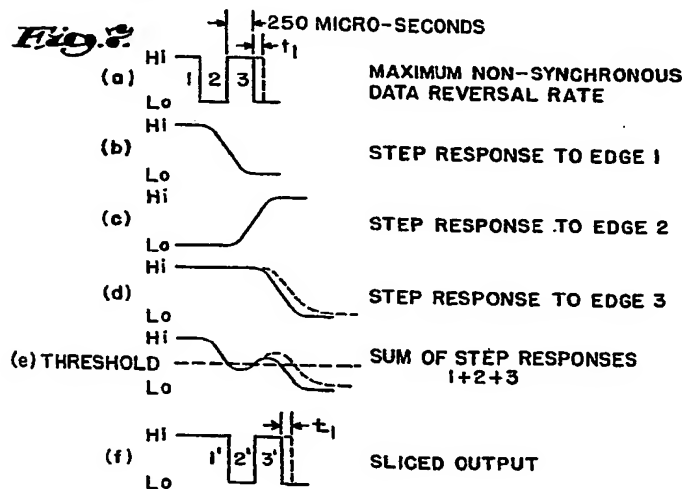 250 MICRO-SECONDS
Fig. 2.
t1
(a) Hi 1 2 3 Lo
MAXIMUM NON-SYNCHRONOUS
DATA REVERSAL RATE
(b) Hi Lo
STEP RESPONSE TO EDGE 1
(c) Hi Lo
STEP RESPONSE TO EDGE 2
(d) Hi Lo
STEP RESPONSE TO EDGE 3
(e) THRESHOLD Hi Lo
SUM OF STEP RESPONSES
1+2+3
t1
(f) Hi 1' 2' 3' Lo
SLICED OUTPUT